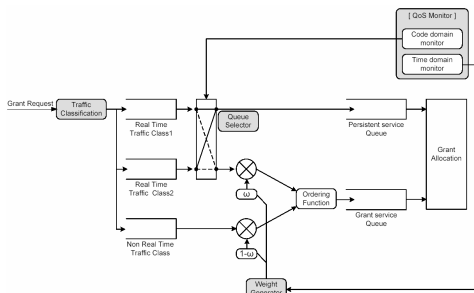 [ QoS Monitor ]
Code domain
monitor
Time domain
monitor
Grant Request
Traffic
Classification
Real Time
Traffic Class1
Queue
Selector
Persistent service
Queue
Grant
Allocation
Real Time
Traffic Class2
ω
Ordering
Function
Grant service
Queue
Non Real Time
Traffic Class
1-ω
Weight
Generator